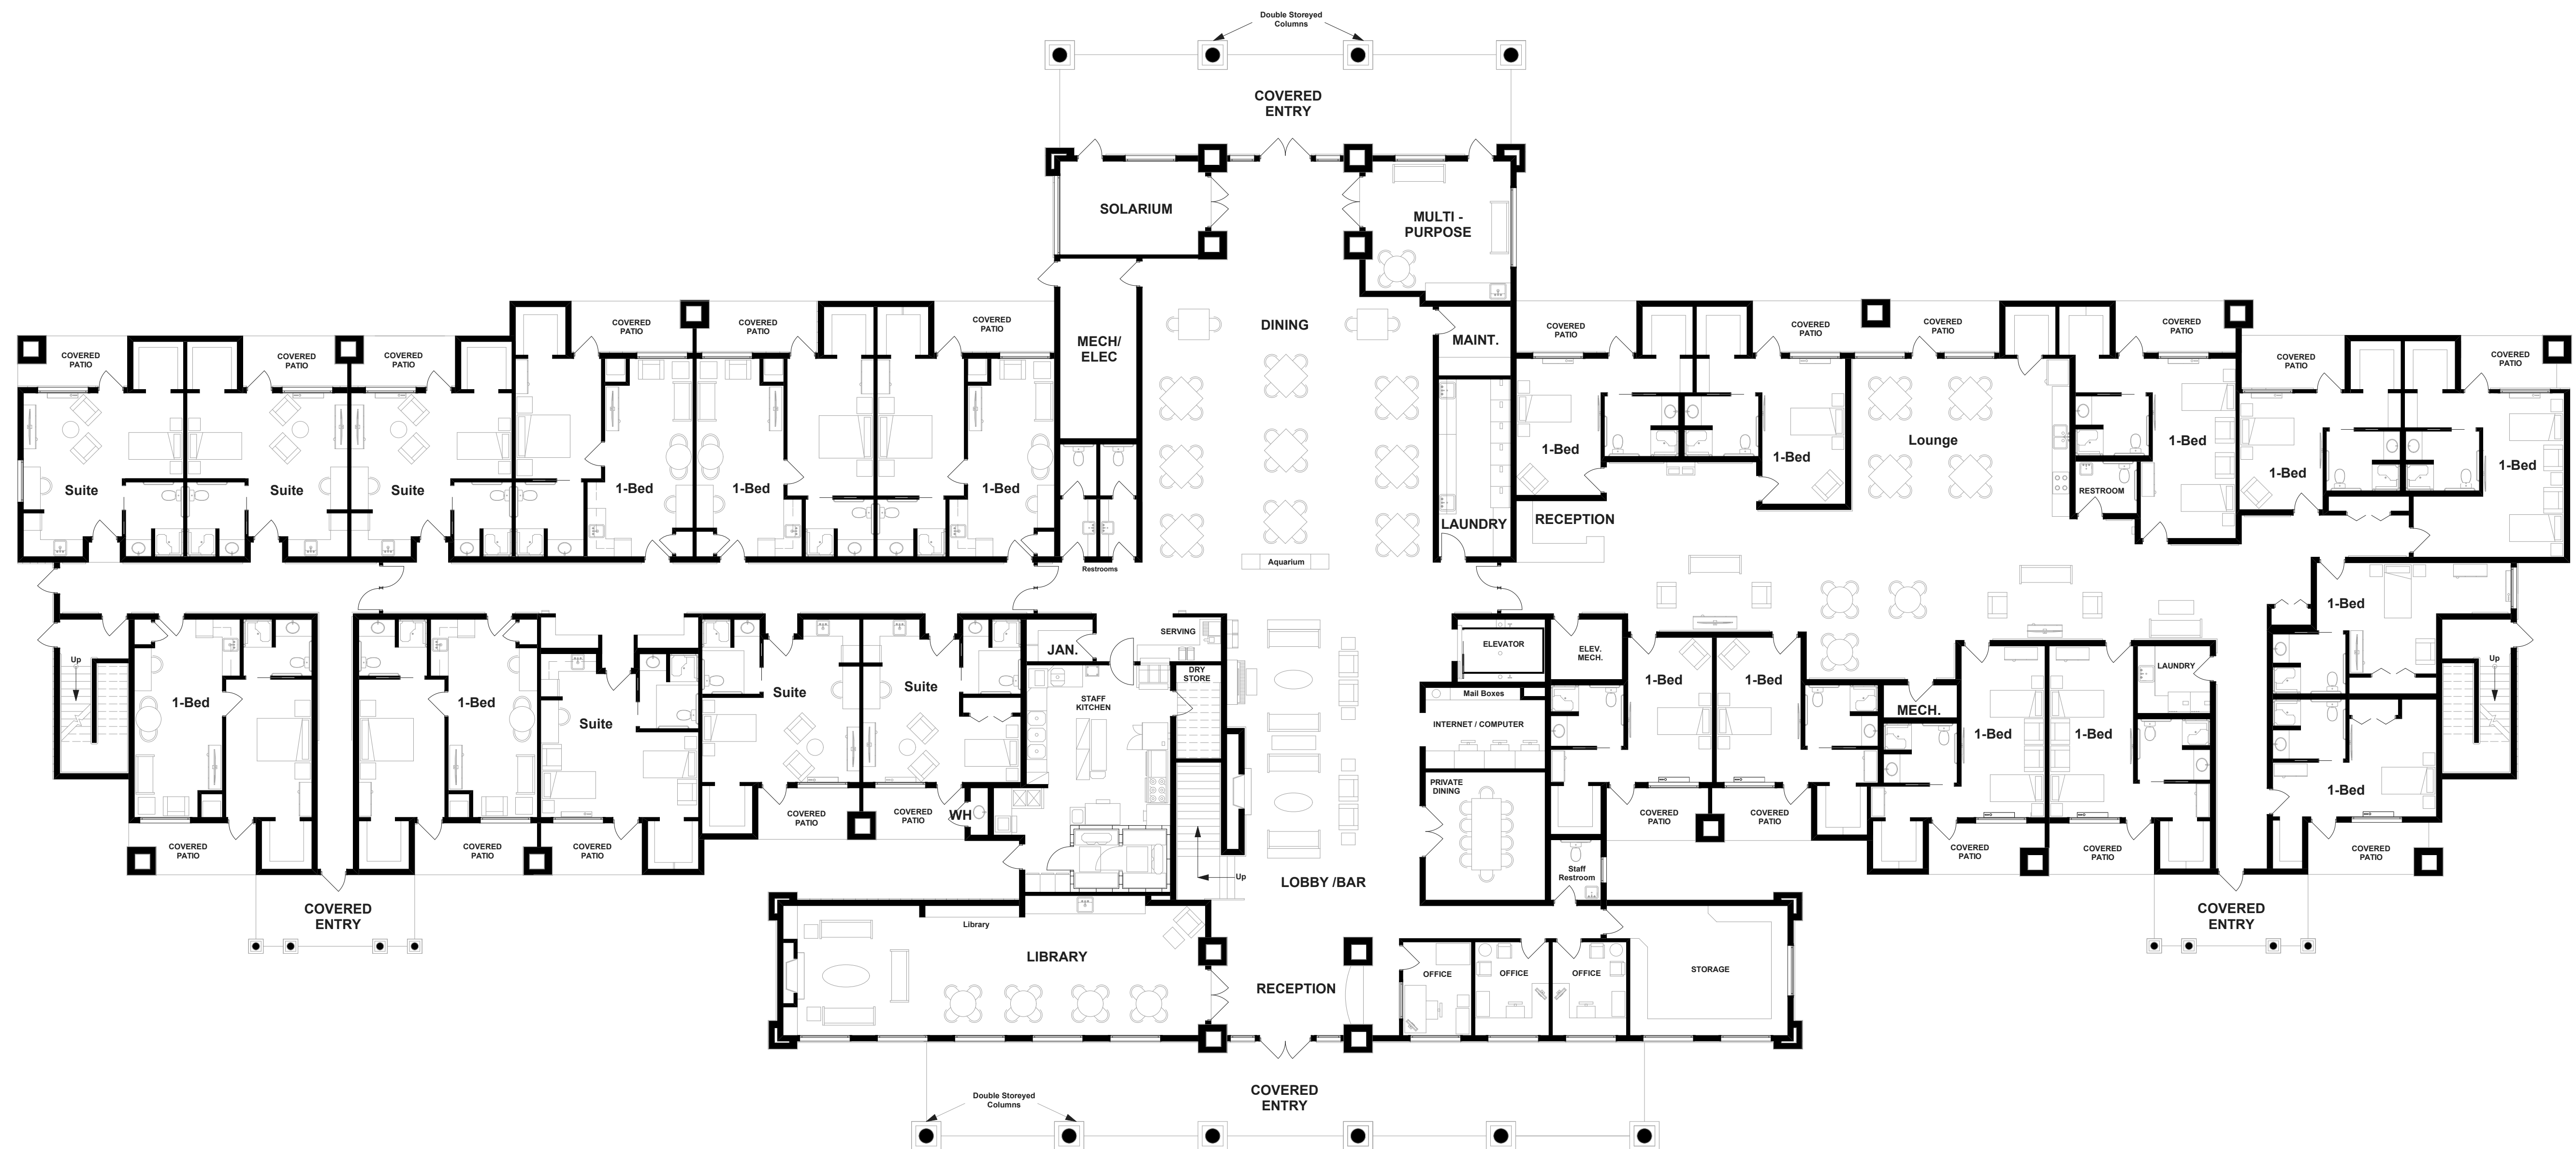 Double Storeyed
Columns
COVERED
ENTRY
SOLARIUM
MULTI -
PURPOSE
DINING
MECH/
ELEC
MAINT.
COVERED
PATIO
COVERED
PATIO
COVERED
PATIO
COVERED
PATIO
COVERED
PATIO
COVERED
PATIO
COVERED
PATIO
COVERED
PATIO
COVERED
PATIO
COVERED
PATIO
COVERED
PATIO
COVERED
PATIO
Suite
Suite
Suite
1-Bed
1-Bed
1-Bed
1-Bed
1-Bed
Lounge
1-Bed
1-Bed
1-Bed
RESTROOM
LAUNDRY
RECEPTION
Aquarium
Restrooms
Up
1-Bed
1-Bed
Suite
Suite
Suite
JAN.
SERVING
DRY
STORE
STAFF
KITCHEN
ELEVATOR
ELEV.
MECH.
Mail Boxes
INTERNET / COMPUTER
PRIVATE
DINING
1-Bed
1-Bed
MECH.
1-Bed
1-Bed
LAUNDRY
1-Bed
1-Bed
Up
WH
COVERED
PATIO
COVERED
PATIO
COVERED
PATIO
COVERED
PATIO
COVERED
PATIO
COVERED
PATIO
COVERED
PATIO
COVERED
PATIO
COVERED
PATIO
COVERED
PATIO
Up
LOBBY /BAR
Staff
Restroom
COVERED
ENTRY
COVERED
ENTRY
Library
LIBRARY
RECEPTION
OFFICE
OFFICE
OFFICE
STORAGE
Double Storeyed
Columns
COVERED
ENTRY